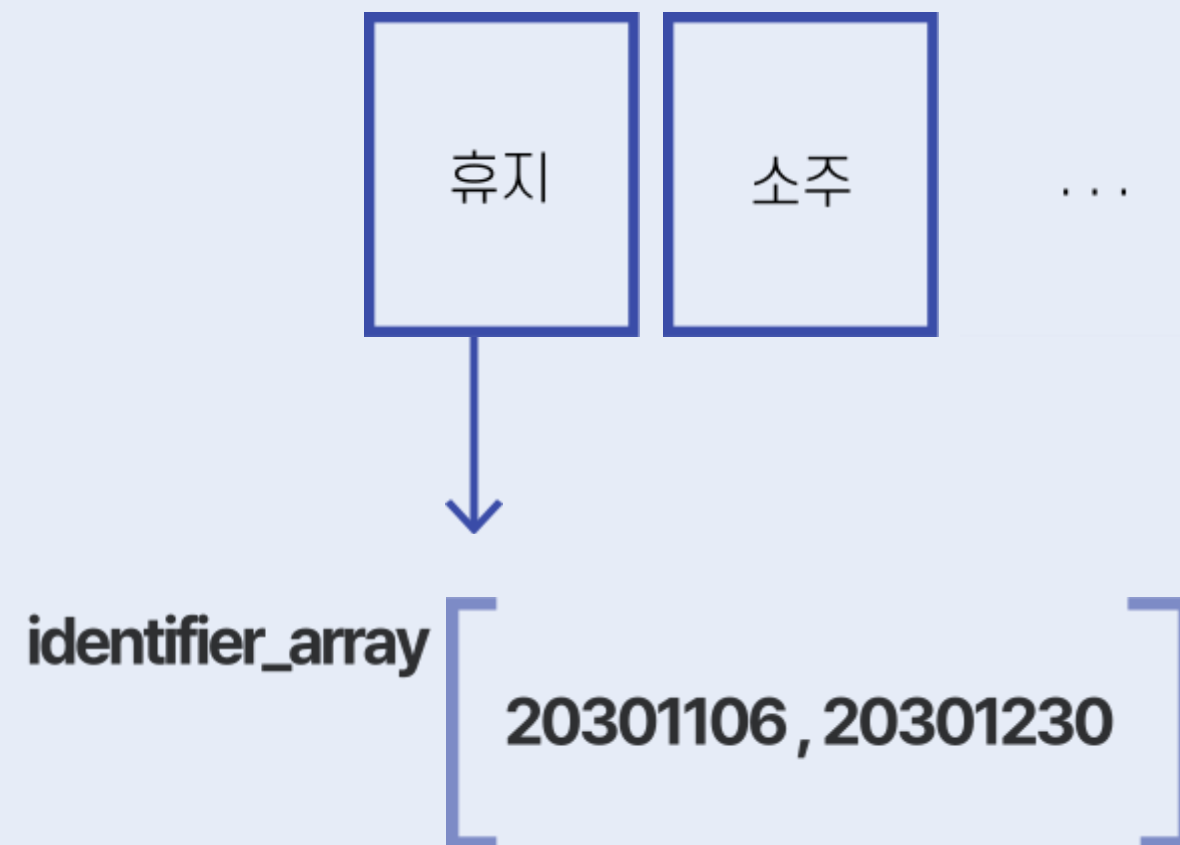 휴지
소주
. . .
identifier_array
20301106 , 20301230